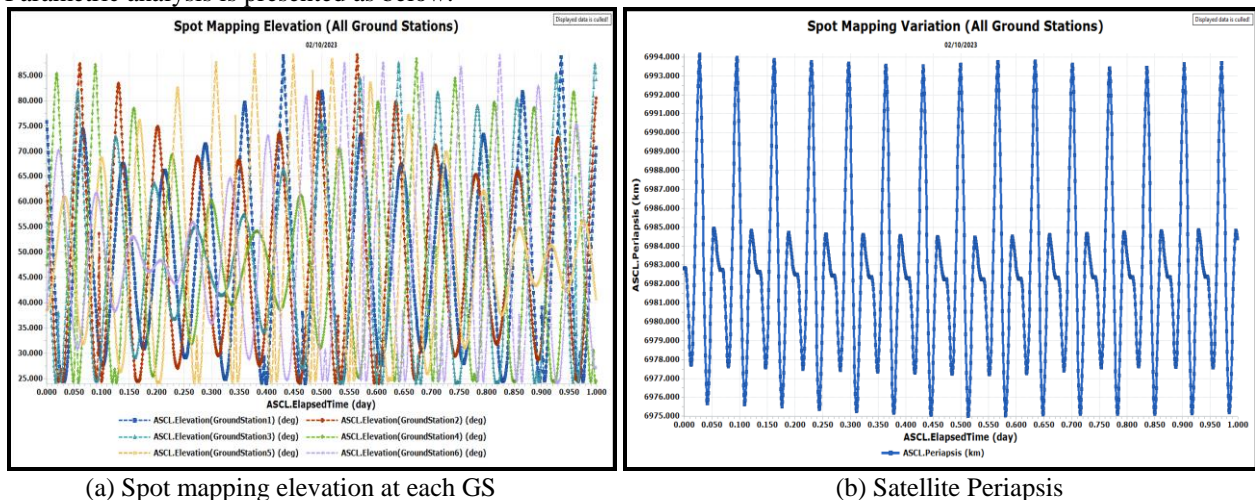 Parametric analysis is presented as below.
Spot Mapping Elevation (All Ground Stations)
Displayed data is culled!
02/10/2023
85.000
80.000
75.000
70.000
65.000
60.000
55.000
50.000
45.000
40.000
35.000
30.000
25.000
0.000 0.050 0.100 0.150 0.200 0.250 0.300 0.350 0.400 0.450 0.500 0.550 0.600 0.650 0.700 0.750 0.800 0.850 0.900 0.950 1.000
ASCL.ElapsedTime (day)
ASCL.Elevation(GroundStation1) (deg) ASCL.Elevation(GroundStation2) (deg)
ASCL.Elevation(GroundStation3) (deg) ASCL.Elevation(GroundStation4) (deg)
ASCL.Elevation(GroundStation5) (deg) ASCL.Elevation(GroundStation6) (deg)
(a) Spot mapping elevation at each GS
Spot Mapping Variation (All Ground Stations)
Displayed data is culled!
02/10/2023
ASCL.Periapsis (km)
6994.000
6993.000
6992.000
6991.000
6990.000
6989.000
6988.000
6987.000
6986.000
6985.000
6984.000
6983.000
6982.000
6981.000
6980.000
6979.000
6978.000
6977.000
6976.000
6975.000
0.000 0.050 0.100 0.150 0.200 0.250 0.300 0.350 0.400 0.450 0.500 0.550 0.600 0.650 0.700 0.750 0.800 0.850 0.900 0.950 1.000
ASCL.ElapsedTime (day)
ASCL.Periapsis (km)
(b) Satellite Periapsis